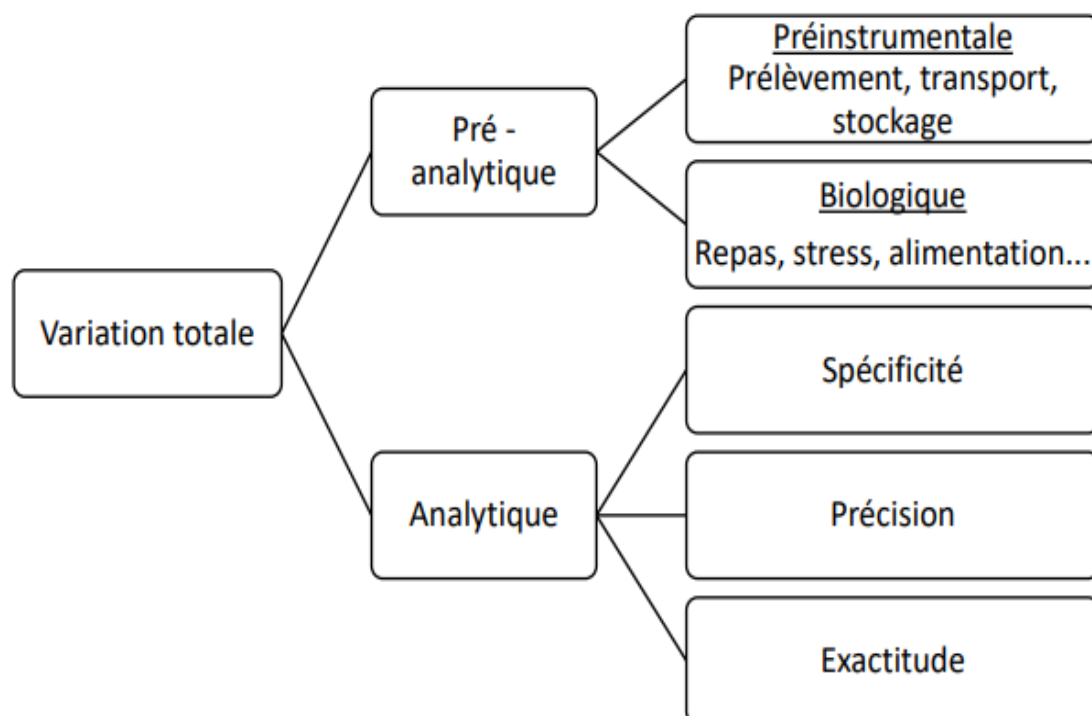 Préinstrumentale
Prélèvement, transport,
stockage
Pré -
analytique
Biologique
Repas, stress, alimentation...
Variation totale
Spécificité
Analytique
Précision
Exactitude